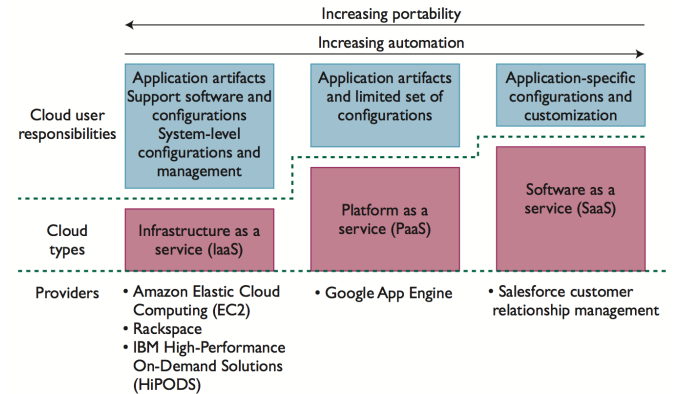 Increasing portability
Increasing automation
Cloud user
responsibilities
Application artifacts
Support software and
configurations
System-level
configurations and
management
Application artifacts
and limited set of
configurations
Application-specific
configurations and
customization
Cloud
types
Infrastructure as a
service (IaaS)
Platform as a
service (PaaS)
Software as a
service (SaaS)
Providers
• Amazon Elastic Cloud
Computing (EC2)
• Rackspace
• IBM High-Performance
On-Demand Solutions
(HiPODS)
• Google App Engine
• Salesforce customer
relationship management